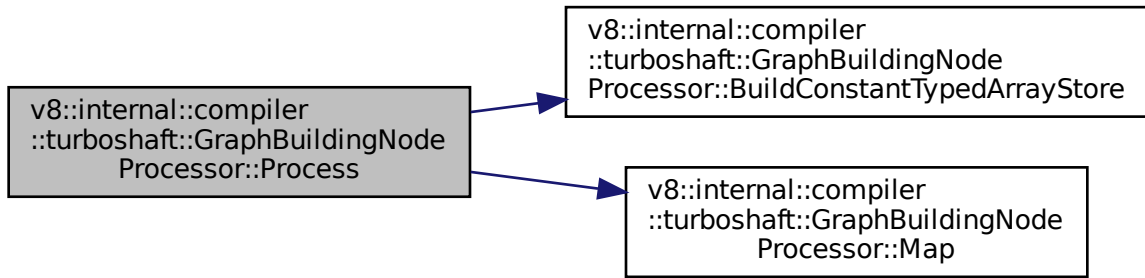 v8::internal::compiler
::turboshaft::GraphBuildingNode
Processor::Process
v8::internal::compiler
::turboshaft::GraphBuildingNode
Processor::BuildConstantTypedArrayStore
v8::internal::compiler
::turboshaft::GraphBuildingNode
Processor::Map